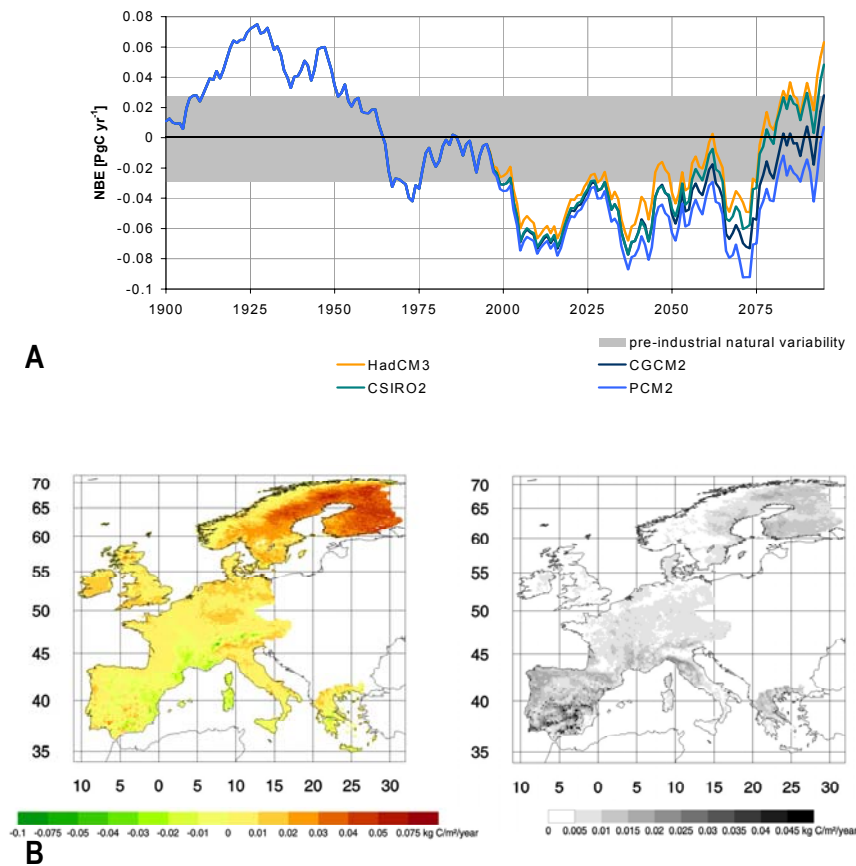 0.08
0.06
0.04
0.02
0
-0.02
-0.04
-0.06
-0.08
-0.1
NBE [PgC yr-1]
1900 1925 1950 1975 2000 2025 2050 2075
A
pre-industrial natural variability
HadCM3 CGCM2
CSIRO2 PCM2
70 70
65 65
60 60
55 55
50 50
45 45
40 40
35 35
10 5 0 5 10 15 20 25 30 10 5 0 5 10 15 20 25 30
-0.1 -0.075 -0.05 -0.03 -0.02 -0.01 0 0.01 0.02 0.03 0.04 0.05 0.075 kg C/m²/year
0 0.005 0.01 0.015 0.02 0.025 0.03 0.035 0.04 0.045 kg C/m²/year
B